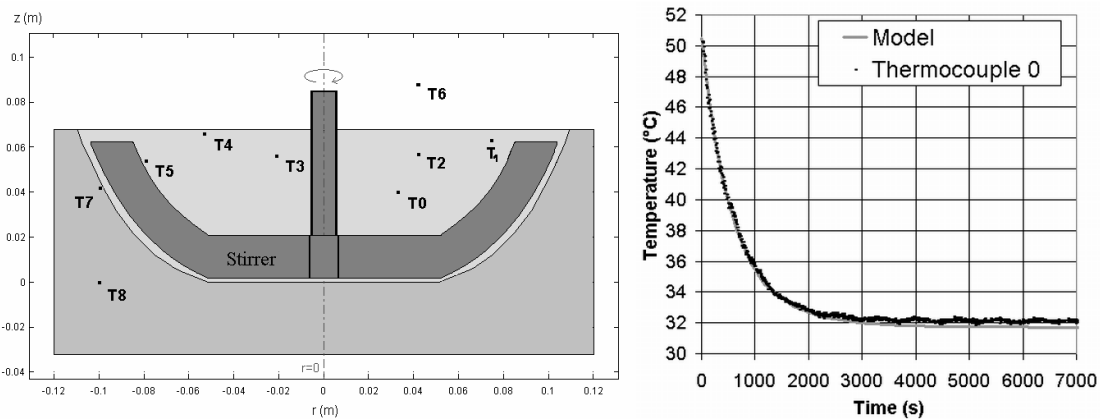 z (m)
0.1
0.08
0.06
0.04
0.02
0
-0.02
-0.04
T6
T4
T3
T2
T1
T5
T7
T0
Stirrer
T8
r=0
-0.12 -0.1 -0.08 -0.06 -0.04 -0.02 0 0.02 0.04 0.06 0.08 0.1 0.12
r (m)
Temperature (°C)
52
50
48
46
44
42
40
38
36
34
32
30
Model
Thermocouple 0
0 1000 2000 3000 4000 5000 6000 7000
Time (s)